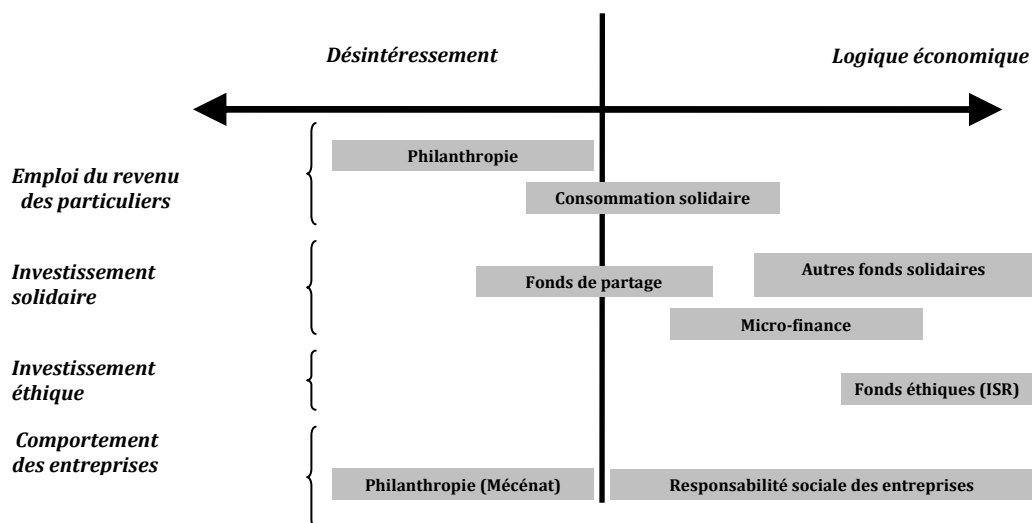 Désintéressement
Logique économique
Philanthropie
Emploi du revenu
des particuliers
Consommation solidaire
Investissement
solidaire
Autres fonds solidaires
Fonds de partage
Micro-finance
Investissement
éthique
Fonds éthiques (ISR)
Comportement
des entreprises
Philanthropie (Mécénat)
Responsabilité sociale des entreprises